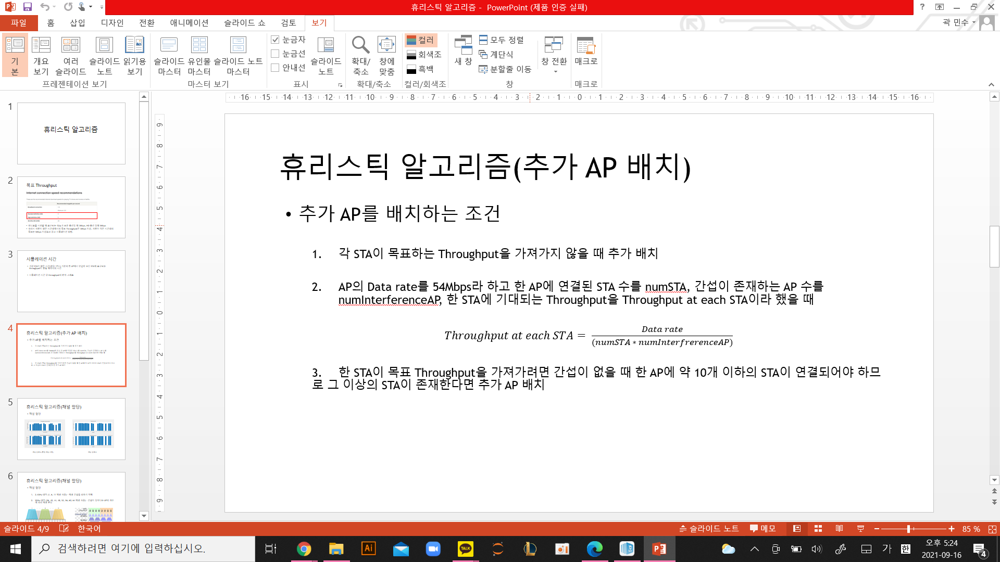 휴리스틱 알고리즘 - PowerPoint (제품 인증 실패)
파일 홈 삽입 디자인 전환 애니메이션 슬라이드 쇼 검토 보기
곽 민수
기본
개요 보기
여러 슬라이드
슬라이드 노트
읽기용 보기
프레젠테이션 보기
슬라이드 마스터
유인물 마스터
슬라이드 노트 마스터
마스터 보기
눈금자
눈금선
안내선
슬라이드 노트
표시
확대/축소
창에 맞춤
확대/축소
컬러
회색조
흑백
컬러/회색조
새 창
모두 정렬
계단식
분할줄 이동
창 전환
창
매크로
매크로
16 15 14 13 12 11 10 9 8 7 6 5 4 3 2 1 0 1 2 3 4 5 6 7 8 9 10 11 12 13 14 15 16
9 8 7 6 5 4 3 2 1 0 1 2 3 4 5 6 7 8 9
1
휴리스틱 알고리즘
2
목표 Throughput
Internet connection speed recommendations
3
시뮬레이션 시간
4
휴리스틱 알고리즘(추가 AP 배치)
• 추가 AP를 배치하는 조건
5
휴리스틱 알고리즘(채널 할당)
• 채널 할당
6
휴리스틱 알고리즘(채널 할당)
• 채널 할당
휴리스틱 알고리즘(추가 AP 배치)
• 추가 AP를 배치하는 조건
1. 각 STA이 목표하는 Throughput을 가져가지 않을 때 추가 배치
2. AP의 Data rate를 54Mbps라 하고 한 AP에 연결된 STA 수를 numSTA, 간섭이 존재하는 AP 수를
numInterferenceAP, 한 STA에 기대되는 Throughput을 Throughput at each STA이라 했을 때
Throughput at each STA = Data rate / (numSTA * numInterfrerenceAP)
3. 한 STA이 목표 Throughput을 가져가려면 간섭이 없을 때 한 AP에 약 10개 이하의 STA이 연결되어야 하므
로 그 이상의 STA이 존재한다면 추가 AP 배치
슬라이드 4/9 한국어
슬라이드 노트 메모 85 %
검색하려면 여기에 입력하십시오.
Ai
TALK
가 한
오후 5:24
2021-09-16
4